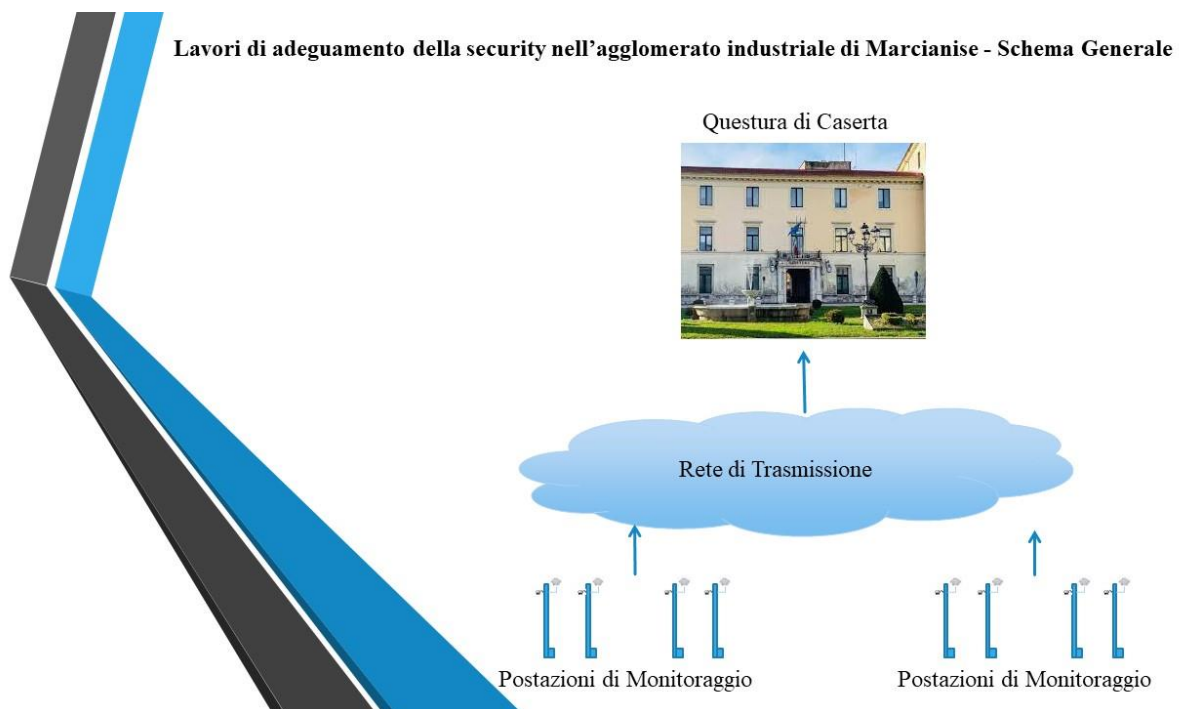 Lavori di adeguamento della security nell’agglomerato industriale di Marcianise - Schema Generale
Questura di Caserta
Rete di Trasmissione
Postazioni di Monitoraggio
Postazioni di Monitoraggio